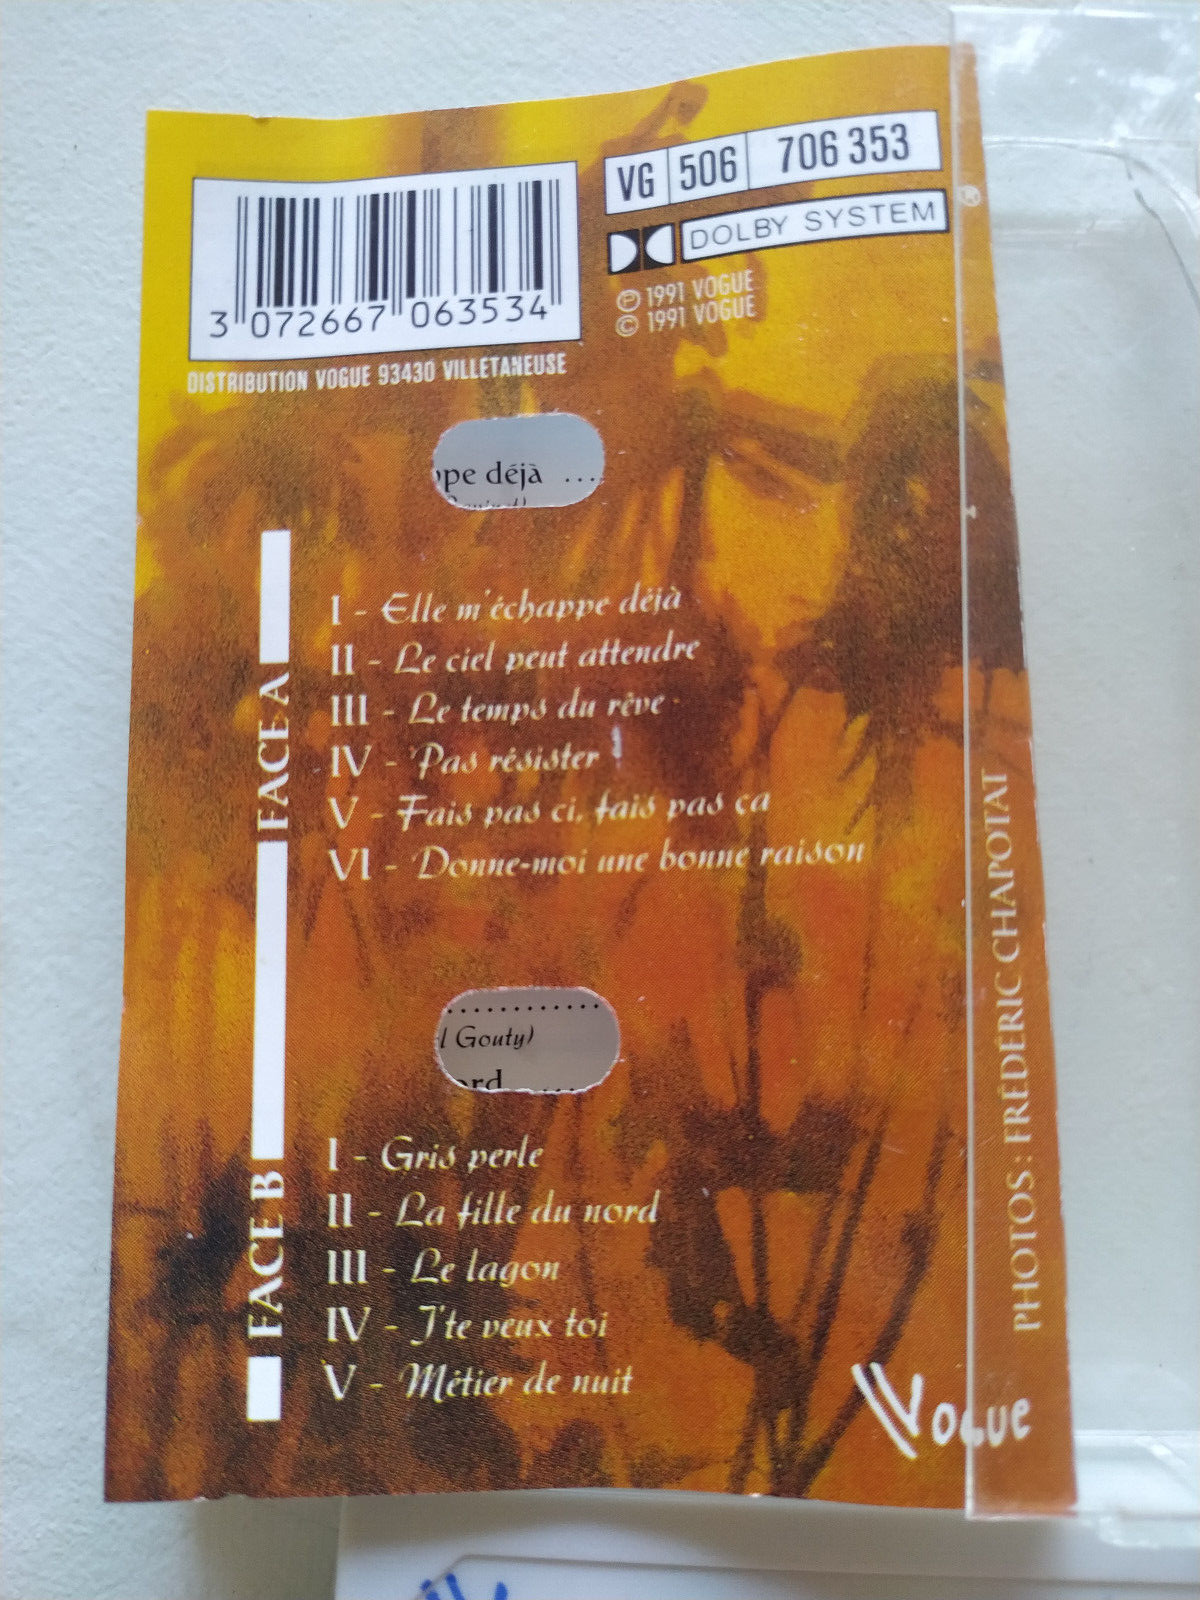 VG 506 706 353
DOLBY SYSTEM
®
℗ 1991 VOGUE
© 1991 VOGUE
3 072667 063534
DISTRIBUTION VOGUE 93430 VILLETANEUSE
ppe déjà ....
FACE A
I - Elle m'échappe déjà
II - Le ciel peut attendre
III - Le temps du rêve
IV - Pas résister
V - Fais pas ci, fais pas ça
VI - Donne-moi une bonne raison
............
l Gouty)
ord ....
FACE B
I - Gris perle
II - La fille du nord
III - Le lagon
IV - J'te veux toi
V - Métier de nuit
VOGUE
PHOTOS : FRÉDÉRIC CHAPOTAT